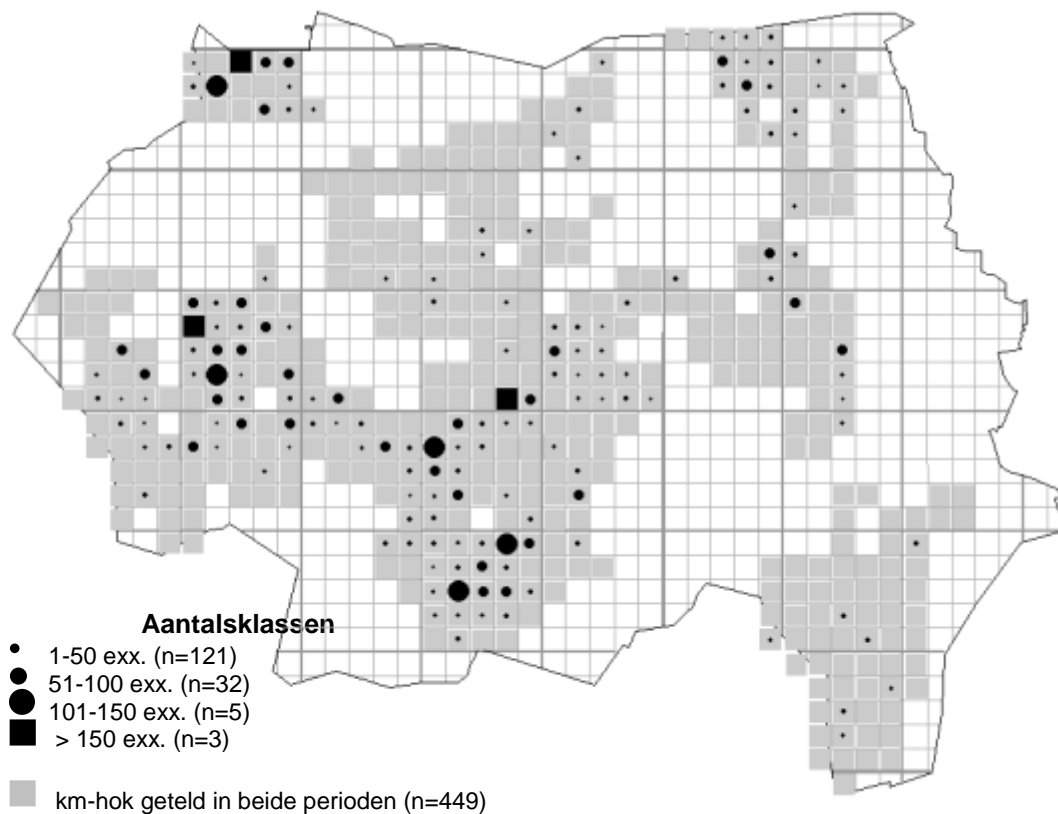 Aantalsklassen
1-50 exx. (n=121)
51-100 exx. (n=32)
101-150 exx. (n=5)
> 150 exx. (n=3)
km-hok geteld in beide perioden (n=449)